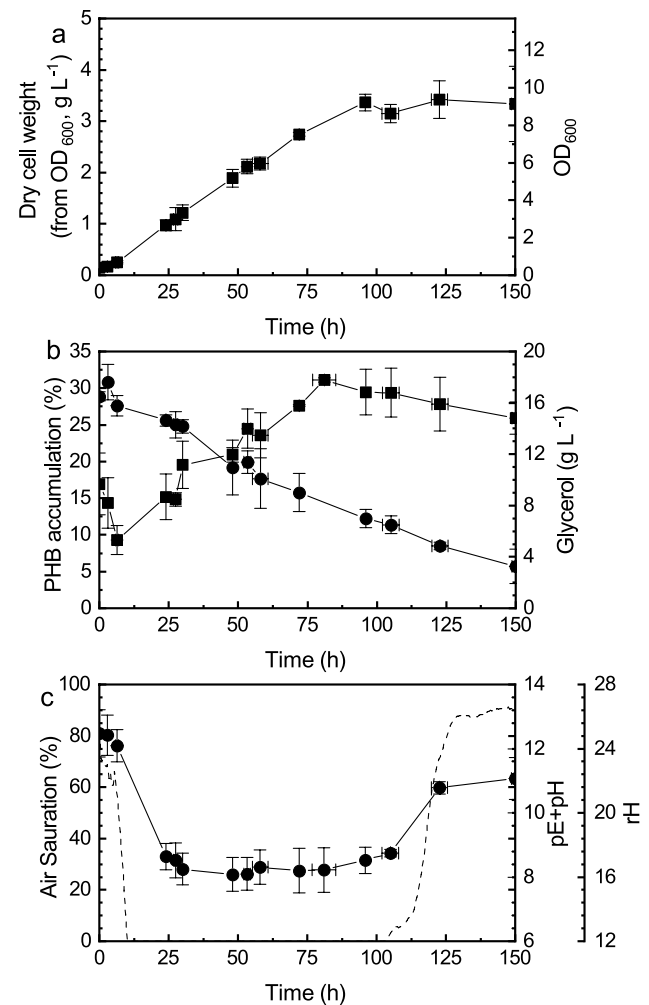 a
5
4
3
2
1
0
Dry cell weight
(from OD600, g L-1)
12
10
8
6
4
2
0
OD600
0 25 50 75 100 125 150
Time (h)
b
35
30
25
20
15
10
5
0
PHB accumulation (%)
20
16
12
8
4
0
Glycerol (g L-1)
0 25 50 75 100 125 150
Time (h)
c
100
80
60
40
20
0
Air Sauration (%)
14
12
10
8
6
pE+pH
28
24
20
16
12
rH
0 25 50 75 100 125 150
Time (h)